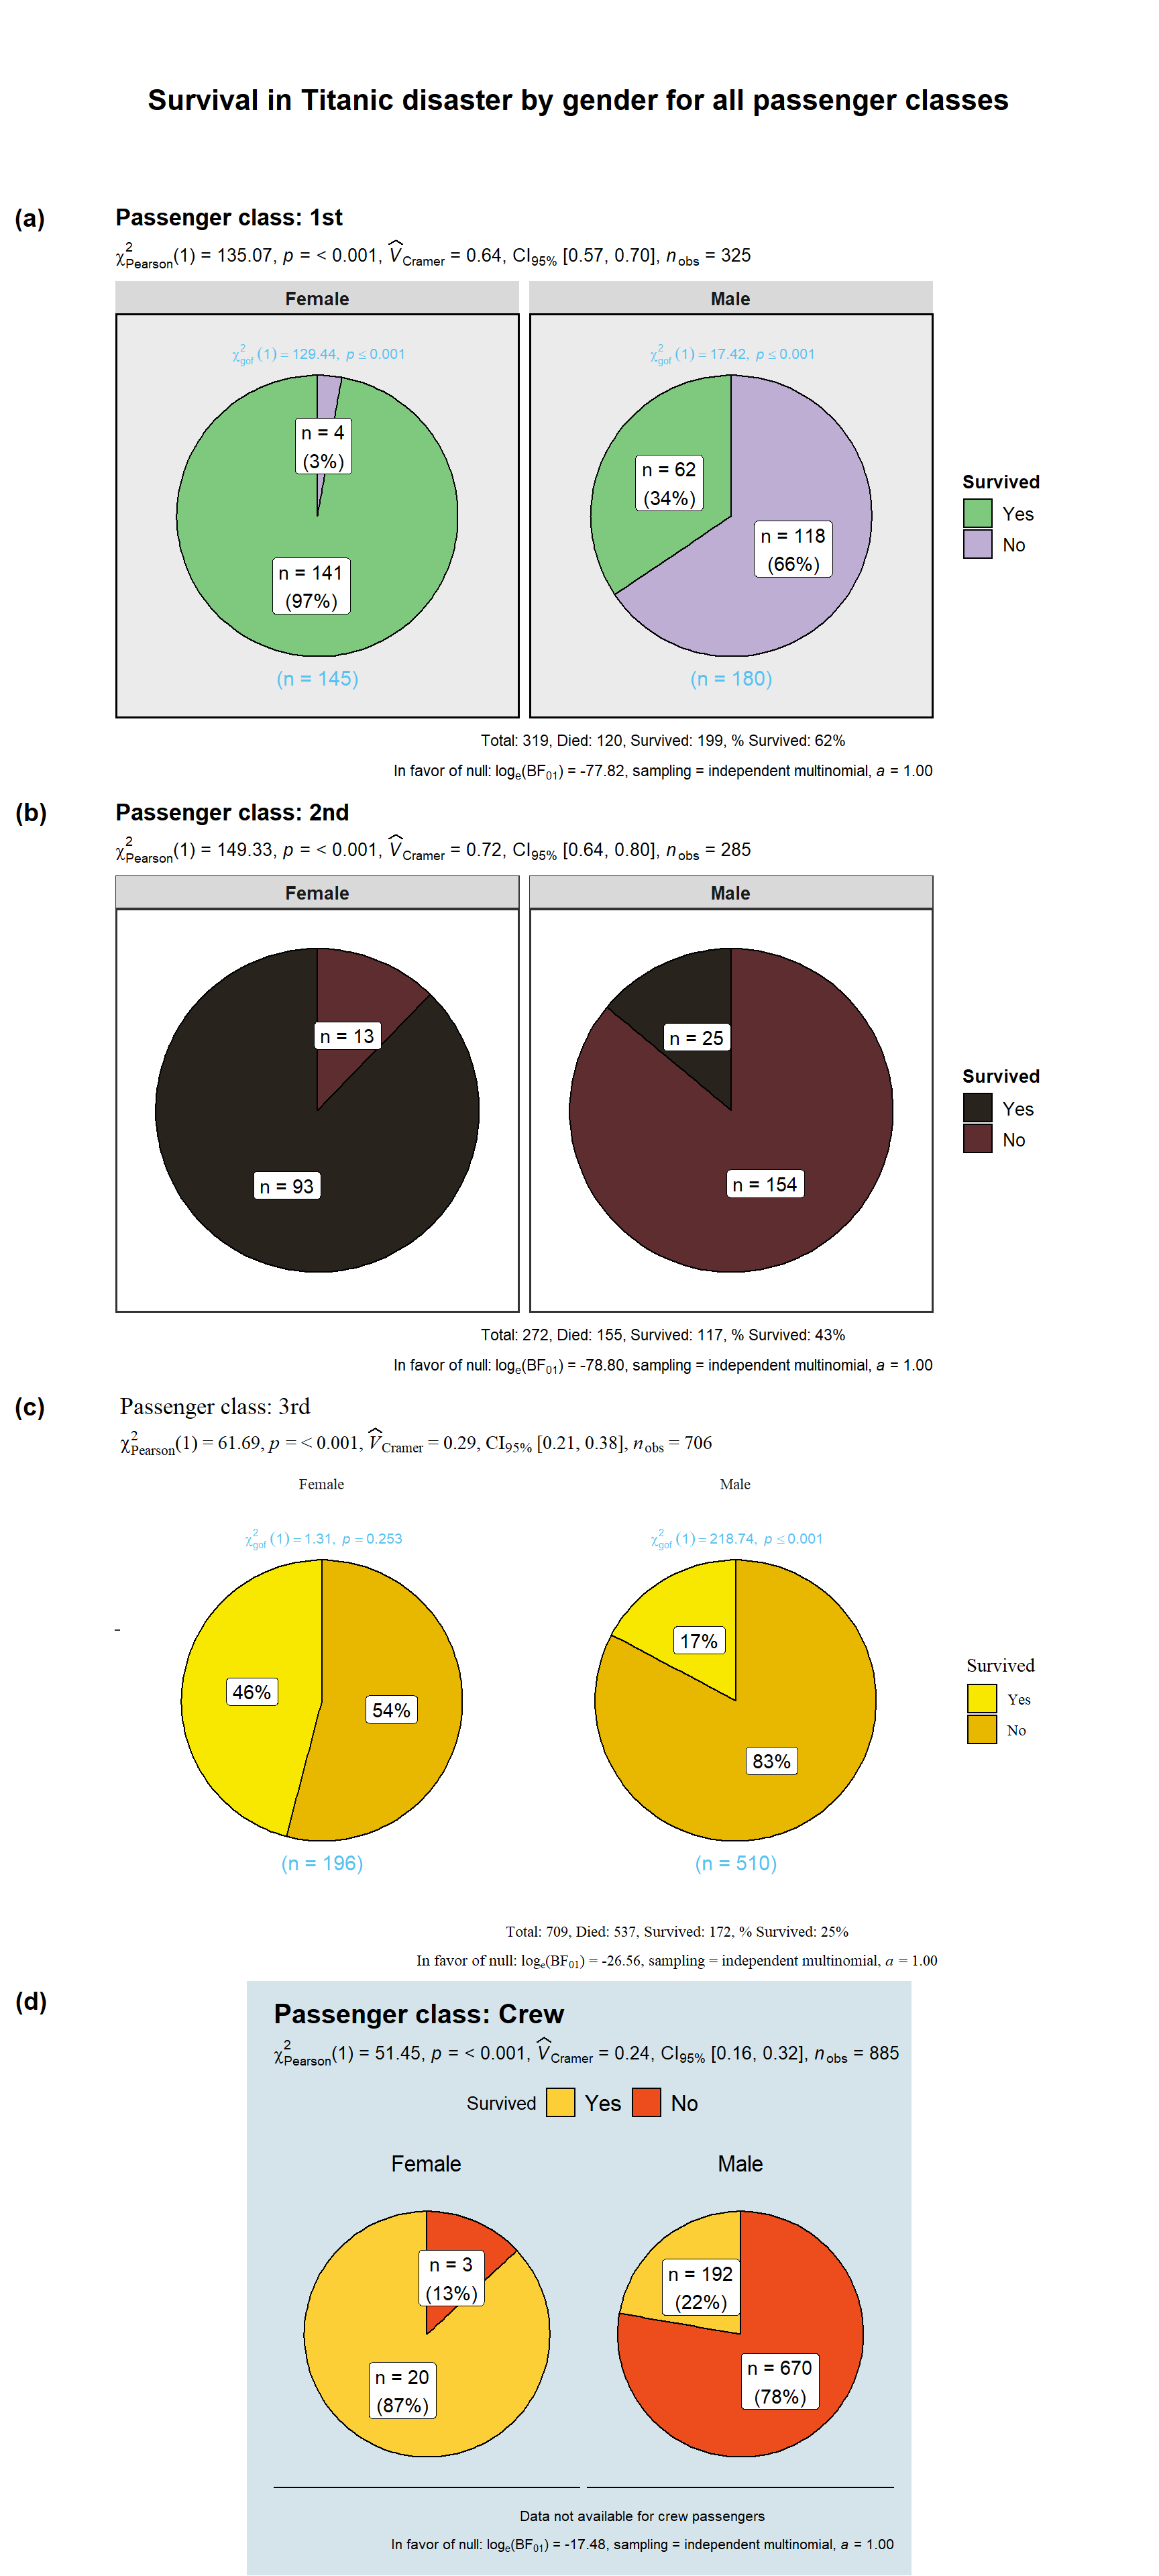 Survival in Titanic disaster by gender for all passenger classes
(a)
Passenger class: 1st
χ²Pearson(1) = 135.07, p = < 0.001, V̂Cramer = 0.64, CI95% [0.57, 0.70], nobs = 325
Female
Male
χ²gof (1) = 129.44, p ≤ 0.001
χ²gof (1) = 17.42, p ≤ 0.001
n = 4
(3%)
n = 141
(97%)
n = 62
(34%)
n = 118
(66%)
(n = 145)
(n = 180)
Survived
Yes
No
Total: 319, Died: 120, Survived: 199, % Survived: 62%
In favor of null: loge(BF01) = -77.82, sampling = independent multinomial, a = 1.00
(b)
Passenger class: 2nd
χ²Pearson(1) = 149.33, p = < 0.001, V̂Cramer = 0.72, CI95% [0.64, 0.80], nobs = 285
Female
Male
n = 13
n = 93
n = 25
n = 154
Survived
Yes
No
Total: 272, Died: 155, Survived: 117, % Survived: 43%
In favor of null: loge(BF01) = -78.80, sampling = independent multinomial, a = 1.00
(c)
Passenger class: 3rd
χ²Pearson(1) = 61.69, p = < 0.001, V̂Cramer = 0.29, CI95% [0.21, 0.38], nobs = 706
Female
Male
χ²gof (1) = 1.31, p = 0.253
χ²gof (1) = 218.74, p ≤ 0.001
46%
54%
17%
83%
(n = 196)
(n = 510)
Survived
Yes
No
Total: 709, Died: 537, Survived: 172, % Survived: 25%
In favor of null: loge(BF01) = -26.56, sampling = independent multinomial, a = 1.00
(d)
Passenger class: Crew
χ²Pearson(1) = 51.45, p = < 0.001, V̂Cramer = 0.24, CI95% [0.16, 0.32], nobs = 885
Survived Yes No
Female
Male
n = 3
(13%)
n = 20
(87%)
n = 192
(22%)
n = 670
(78%)
Data not available for crew passengers
In favor of null: loge(BF01) = -17.48, sampling = independent multinomial, a = 1.00